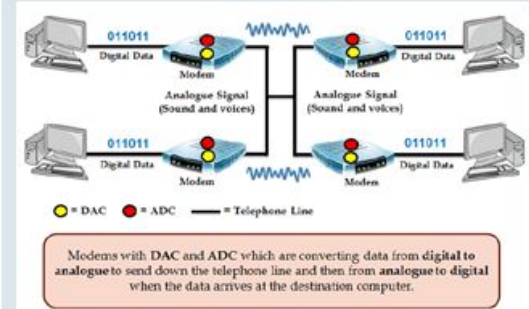 011011
Digital Data
Modem
011011
Digital Data
Modem
Analogue Signal
(Sound and voices)
Analogue Signal
(Sound and voices)
011011
Digital Data
Modem
011011
Digital Data
Modem
= DAC = ADC = Telephone Line
Modems with DAC and ADC which are converting data from digital to
analogue to send down the telephone line and then from analogue to digital
when the data arrives at the destination computer.